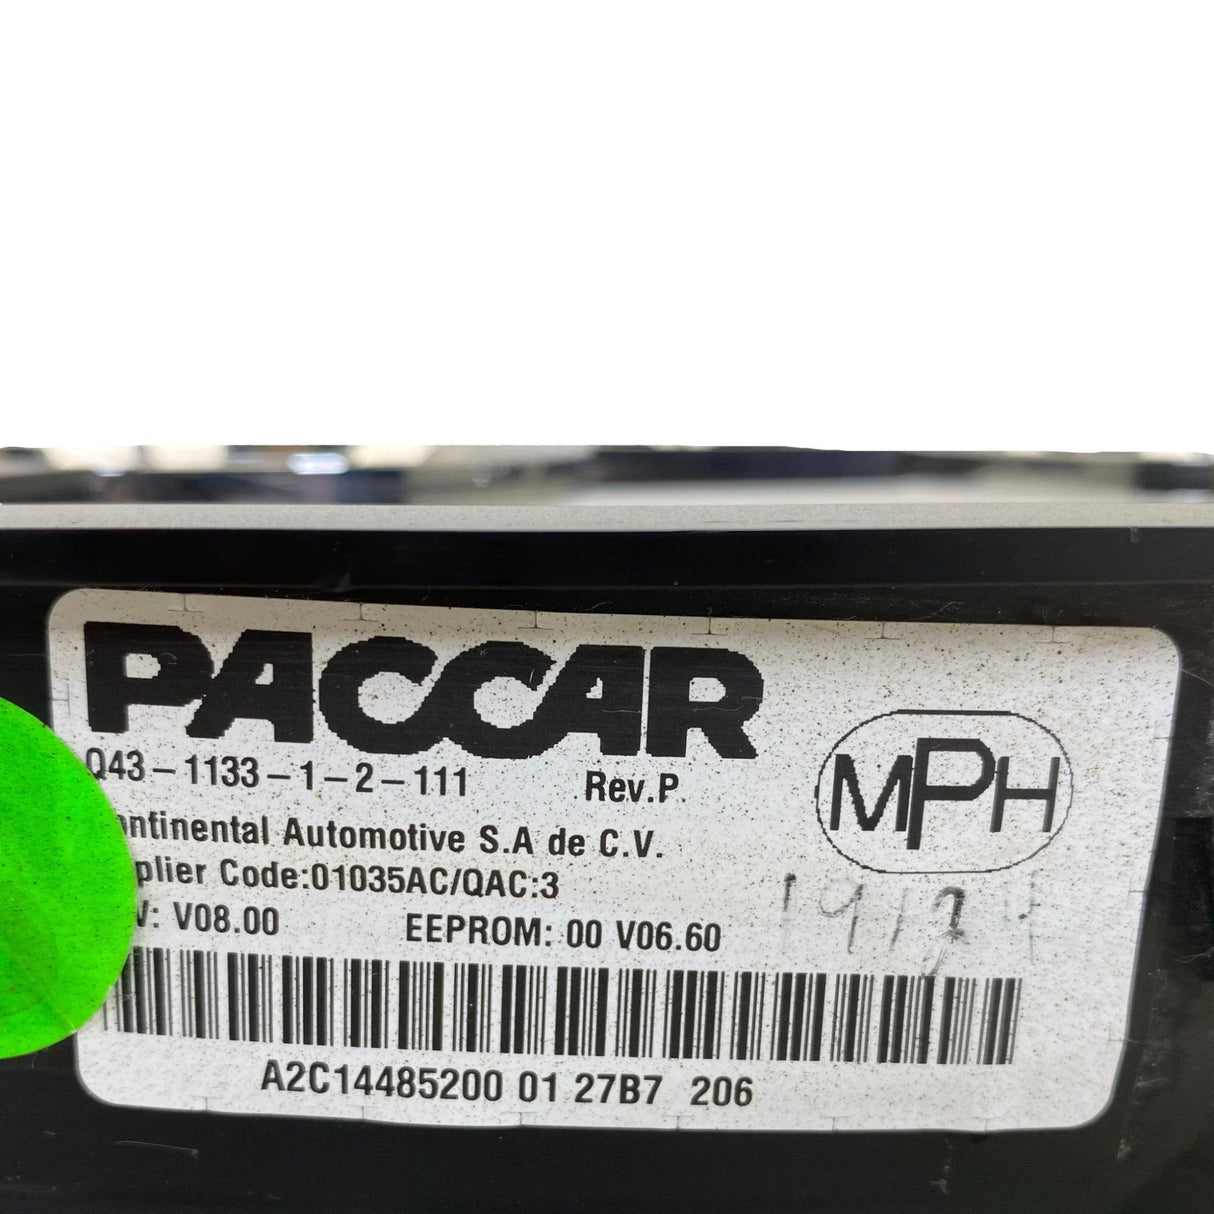 PACCAR
Q43-1133-1-2-111 Rev.P
MPH
ontinental Automotive S.A de C.V.
plier Code:01035AC/QAC:3
V: V08.00 EEPROM: 00 V06.60
A2C14485200 01 27B7 206